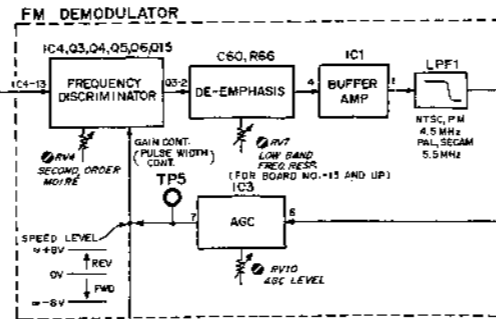 FM DEMODULATOR
IC4,Q3,Q4,Q5,Q6,Q15
C60, R66
IC1
LPF1
IC4-13
FREQUENCY
DISCRIMINATOR
Q3-2
DE-EMPHASIS
4
BUFFER
AMP
1
NTSC, PM
4.5 MHz
PAL, SECAM
5.5 MHz
RV4
SECOND ORDER
MOIRE
GAIN CONT.
(PULSE WIDTH
CONT.
RV7
LOW BAND
FREQ. RESP.
(FOR BOARD NO.-15 AND UP)
TP5
IC3
7
AGC
6
SPEED LEVEL
≈+8V
REV
0V
FWD
≈-8V
RV10
AGC LEVEL